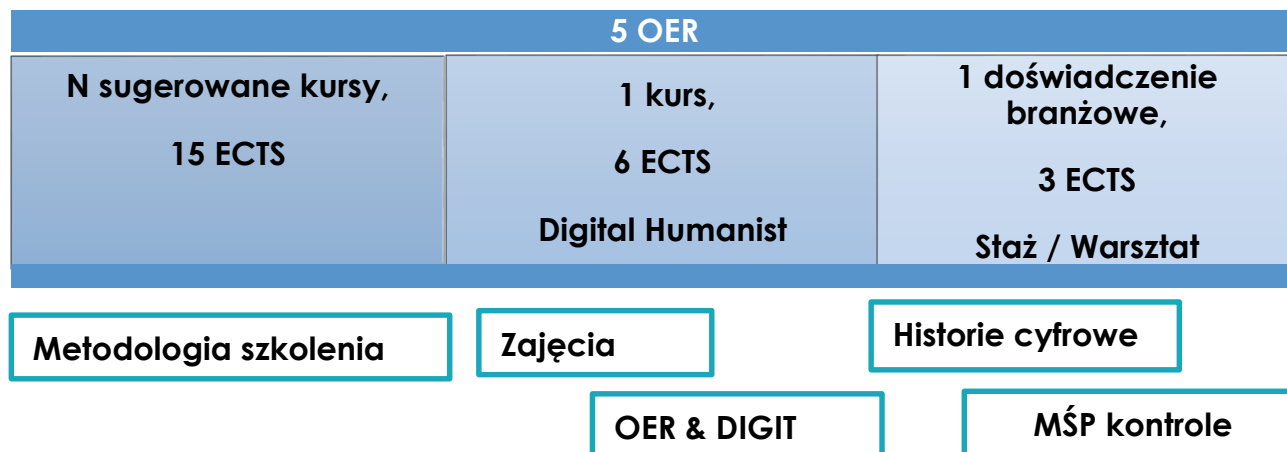 5 OER
N sugerowane kursy,
15 ECTS
1 kurs,
6 ECTS
Digital Humanist
1 doświadczenie
branżowe,
3 ECTS
Staż / Warsztat
Metodologia szkolenia
Zajęcia
Historie cyfrowe
OER & DIGIT
MŚP kontrole